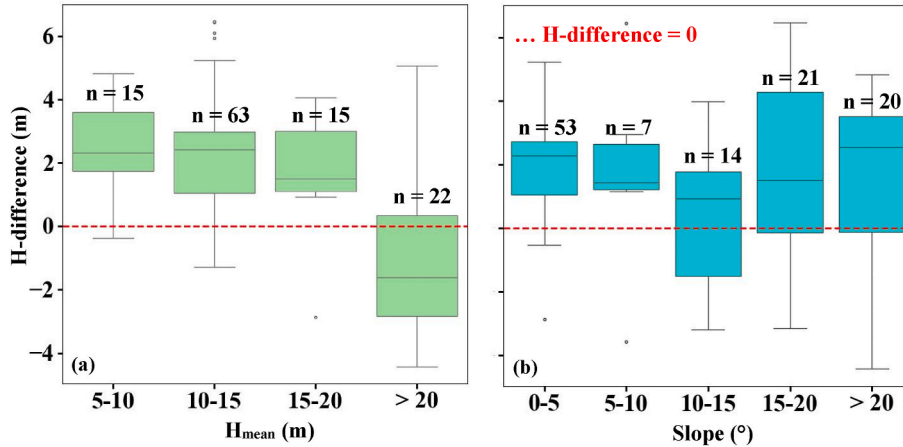 6
4
2
0
−2
−4
H-difference (m)
n = 15
n = 63
n = 15
n = 22
(a)
5-10
10-15
15-20
> 20
Hmean (m)
... H-difference = 0
n = 53
n = 7
n = 14
n = 21
n = 20
(b)
0-5
5-10
10-15
15-20
> 20
Slope (°)